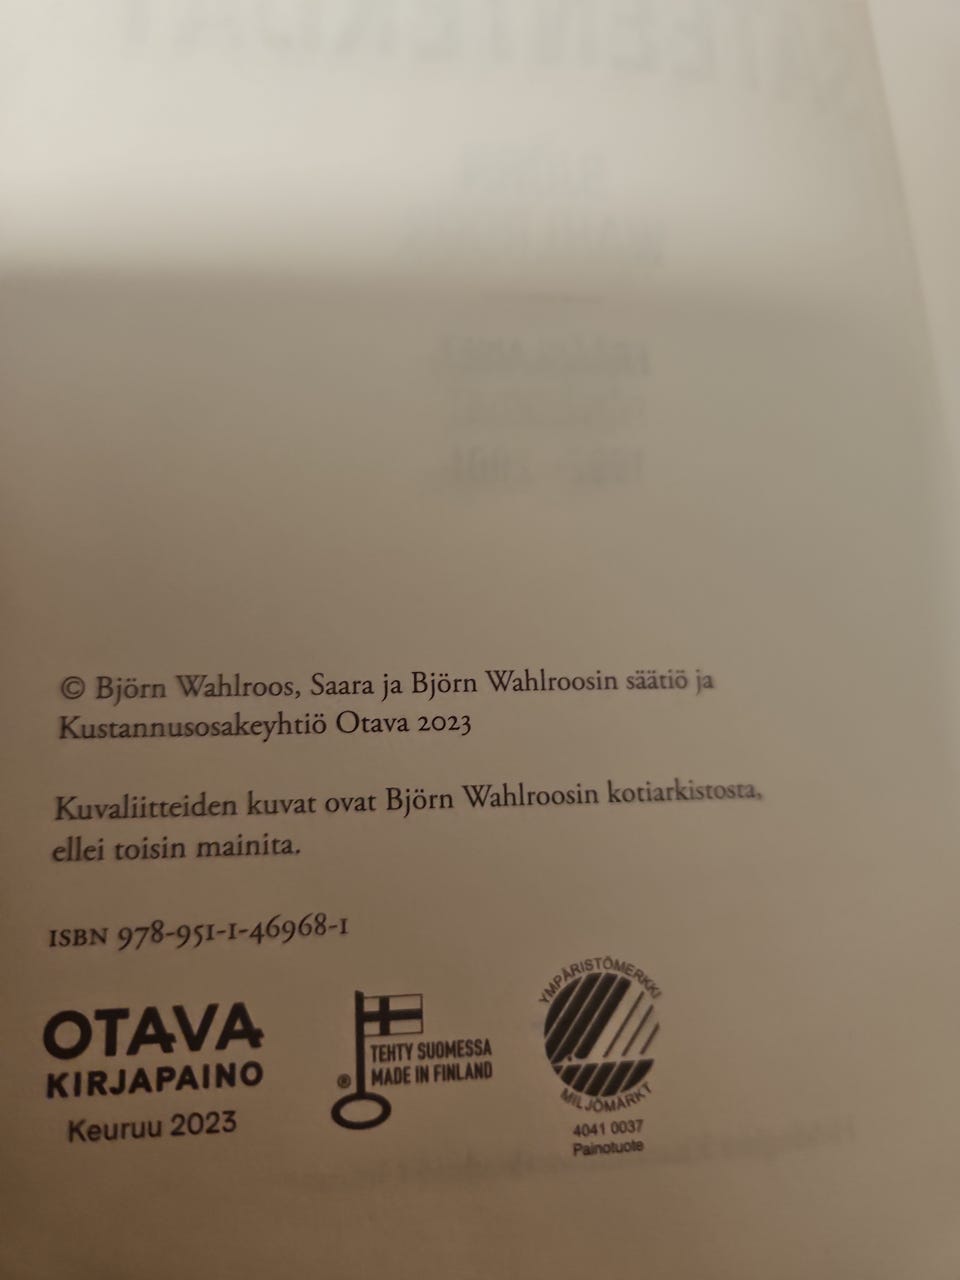 © Björn Wahlroos, Saara ja Björn Wahlroosin säätiö ja
Kustannusosakeyhtiö Otava 2023
Kuvaliitteiden kuvat ovat Björn Wahlroosin kotiarkistosta,
ellei toisin mainita.
ISBN 978-951-1-46968-1
OTAVA
KIRJAPAINO
Keuruu 2023
TEHTY SUOMESSA
® MADE IN FINLAND
YMPÄRISTÖMERKKI
MILJÖMÄRKT
4041 0037
Painotuote